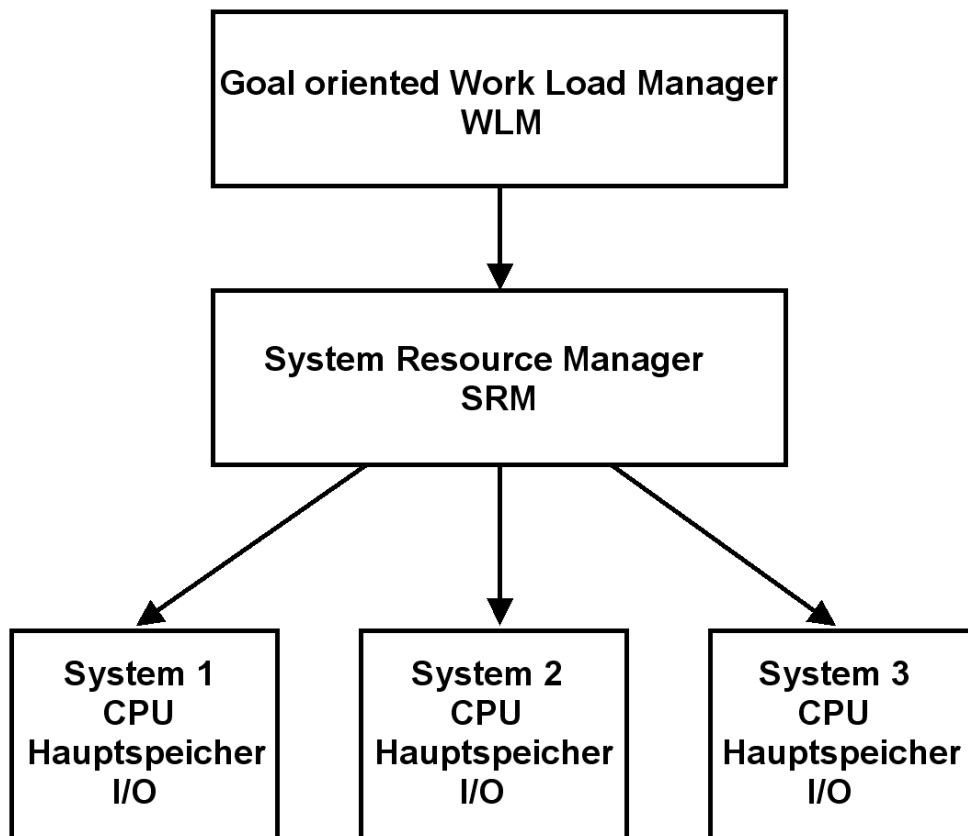 Goal oriented Work Load Manager
WLM
System Resource Manager
SRM
System 1
CPU
Hauptspeicher
I/O
System 2
CPU
Hauptspeicher
I/O
System 3
CPU
Hauptspeicher
I/O